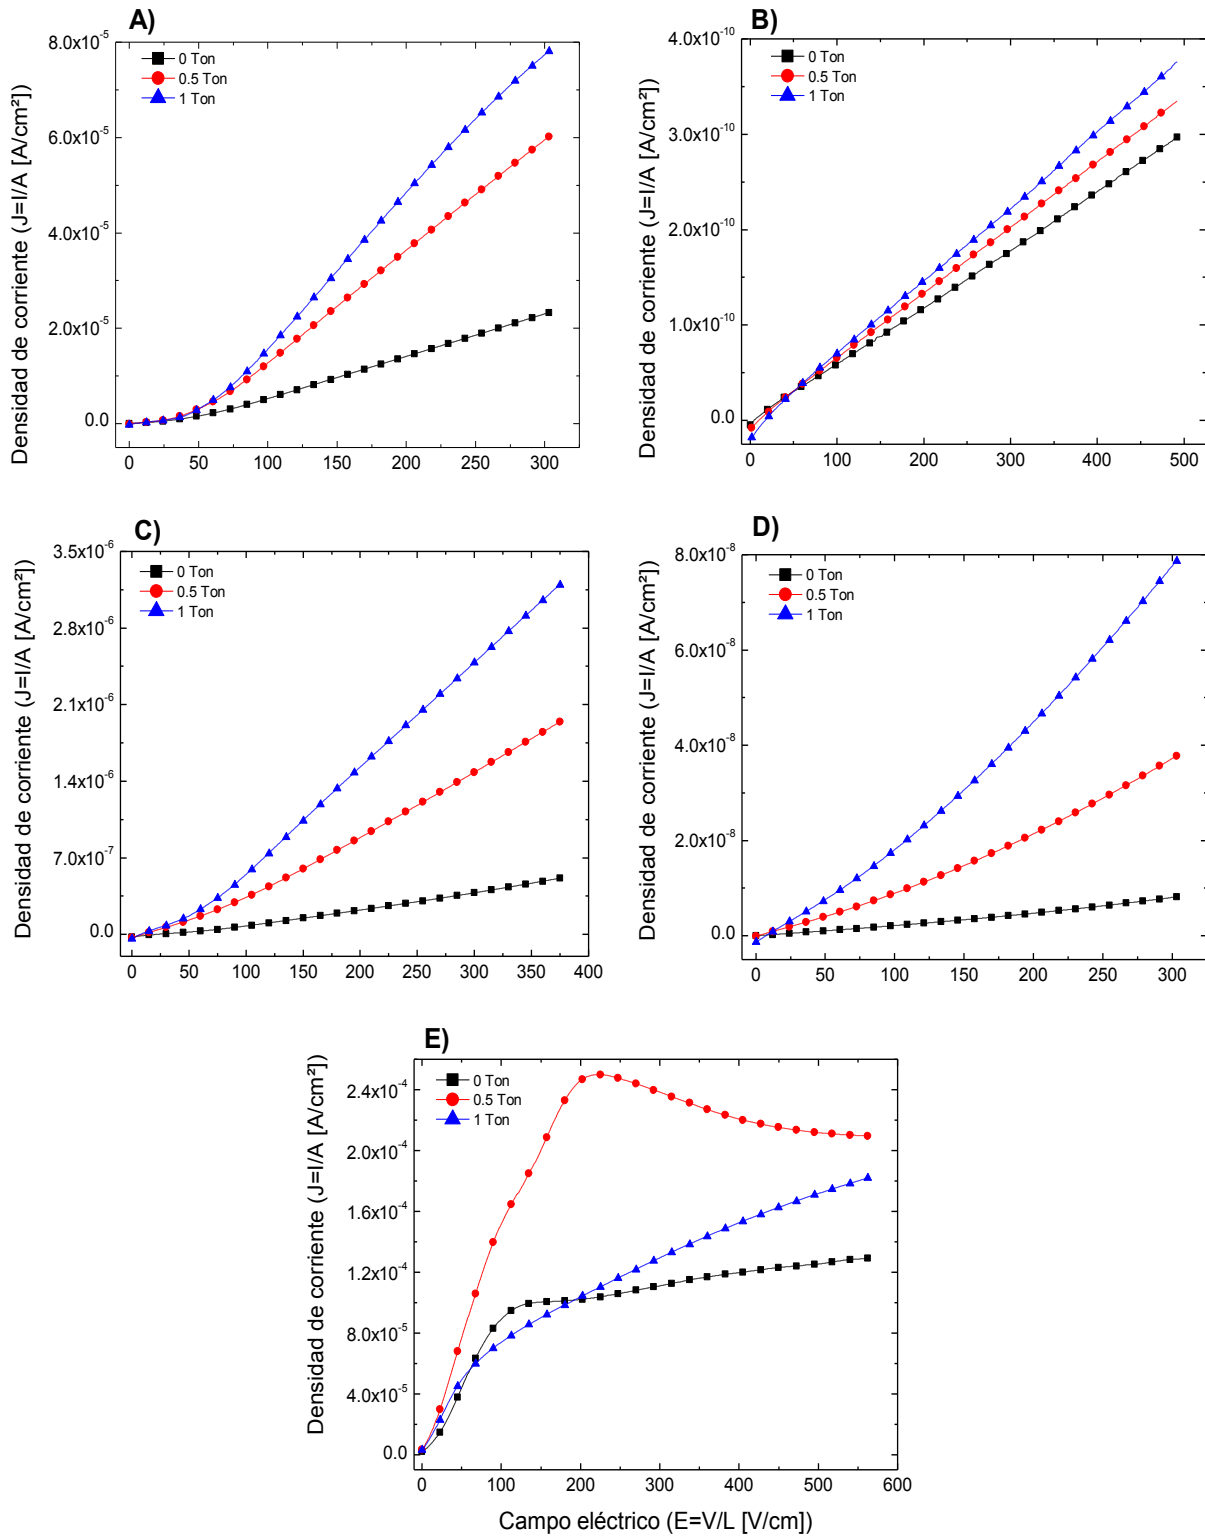 A)
8.0x10⁻⁵
6.0x10⁻⁵
4.0x10⁻⁵
2.0x10⁻⁵
0.0
Densidad de corriente (J=I/A [A/cm²])
0 Ton
0.5 Ton
1 Ton
0 50 100 150 200 250 300
B)
4.0x10⁻¹⁰
3.0x10⁻¹⁰
2.0x10⁻¹⁰
1.0x10⁻¹⁰
0.0
Densidad de corriente (J=I/A [A/cm²])
0 Ton
0.5 Ton
1 Ton
0 100 200 300 400 500
C)
3.5x10⁻⁶
2.8x10⁻⁶
2.1x10⁻⁶
1.4x10⁻⁶
7.0x10⁻⁷
0.0
Densidad de corriente (J=I/A [A/cm²])
0 Ton
0.5 Ton
1 Ton
0 50 100 150 200 250 300 350 400
D)
8.0x10⁻⁸
6.0x10⁻⁸
4.0x10⁻⁸
2.0x10⁻⁸
0.0
Densidad de corriente (J=I/A [A/cm²])
0 Ton
0.5 Ton
1 Ton
0 50 100 150 200 250 300
E)
2.4x10⁻⁴
2.0x10⁻⁴
1.6x10⁻⁴
1.2x10⁻⁴
8.0x10⁻⁵
4.0x10⁻⁵
0.0
Densidad de corriente (J=I/A [A/cm²])
0 Ton
0.5 Ton
1 Ton
0 100 200 300 400 500 600
Campo eléctrico (E=V/L [V/cm])